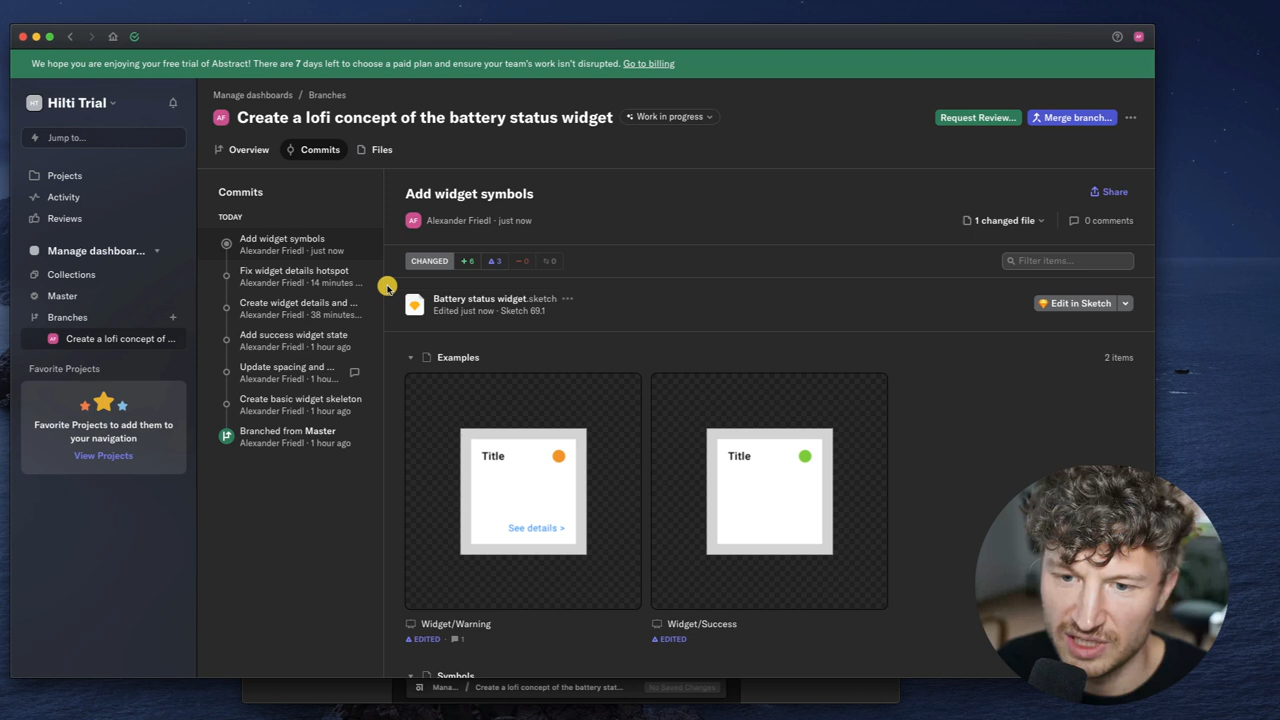 We hope you are enjoying your free trial of Abstract! There are 7 days left to choose a paid plan and ensure your team's work isn't disrupted. Go to billing
HT Hilti Trial
Jump to...
Projects
Activity
Reviews
Manage dashboar...
Collections
Master
Branches
AF Create a lofi concept of ...
Favorite Projects
Favorite Projects to add them to
your navigation
View Projects
Manage dashboards / Branches
AF Create a lofi concept of the battery status widget
Work in progress
Request Review...
Merge branch...
Overview
Commits
Files
Commits
TODAY
Add widget symbols
Alexander Friedl · just now
Fix widget details hotspot
Alexander Friedl · 14 minutes ...
Create widget details and ...
Alexander Friedl · 38 minutes...
Add success widget state
Alexander Friedl · 1 hour ago
Update spacing and ...
Alexander Friedl · 1 hou...
Create basic widget skeleton
Alexander Friedl · 1 hour ago
Branched from Master
Alexander Friedl · 1 hour ago
Add widget symbols
Share
AF Alexander Friedl · just now
1 changed file
0 comments
CHANGED +6 3 −0 0
Filter items...
Battery status widget.sketch
Edited just now · Sketch 69.1
Edit in Sketch
Examples
2 items
Title
See details >
Title
Widget/Warning
EDITED · 1
Widget/Success
EDITED
Symbols
Mana... / Create a lofi concept of the battery stat...
No Saved Changes